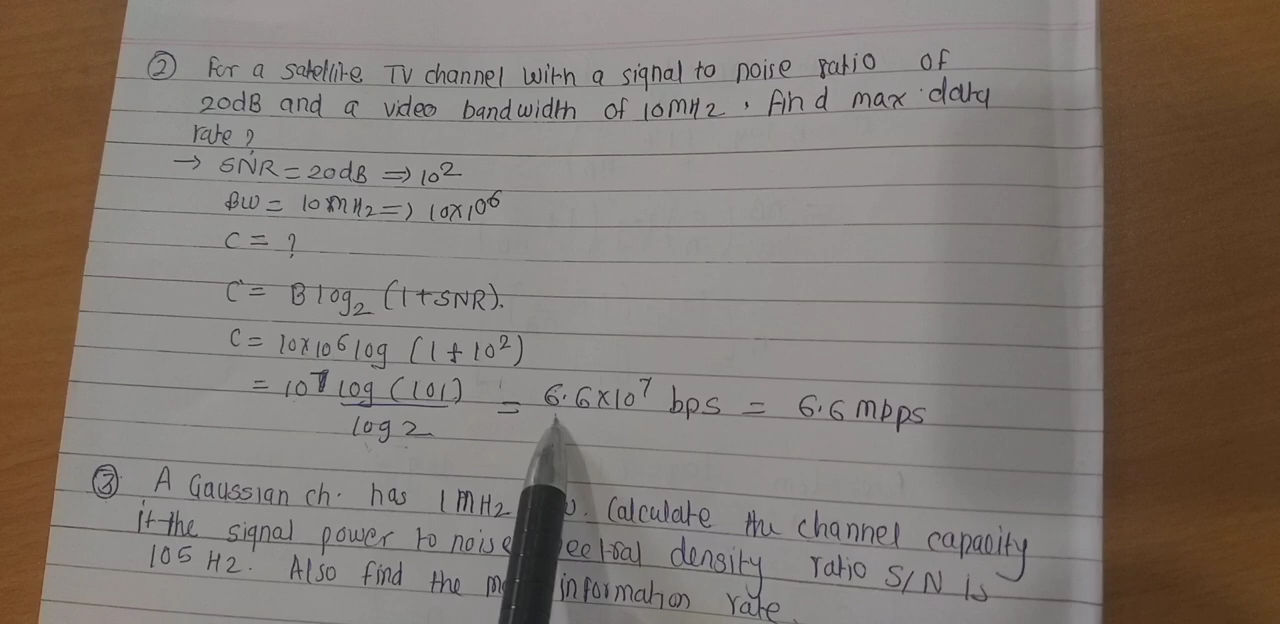 ② For a satellite TV channel with a signal to noise ratio of
20dB and a video bandwidth of 10MHz. Find max data
rate?
→ SNR = 20dB ⇒ 10²
BW = 10MHz ⇒ 10×10⁶
C = ?
C = B log₂ (1+SNR).
C = 10×10⁶ log (1+10²)
= 10⁷ log(101) / log 2 = 6.6×10⁷ bps = 6.6 mbps
③ A Gaussian ch. has 1MHz Calculate the channel capacity
if the signal power to noise density ratio S/N is
105 Hz. Also find the information rate.